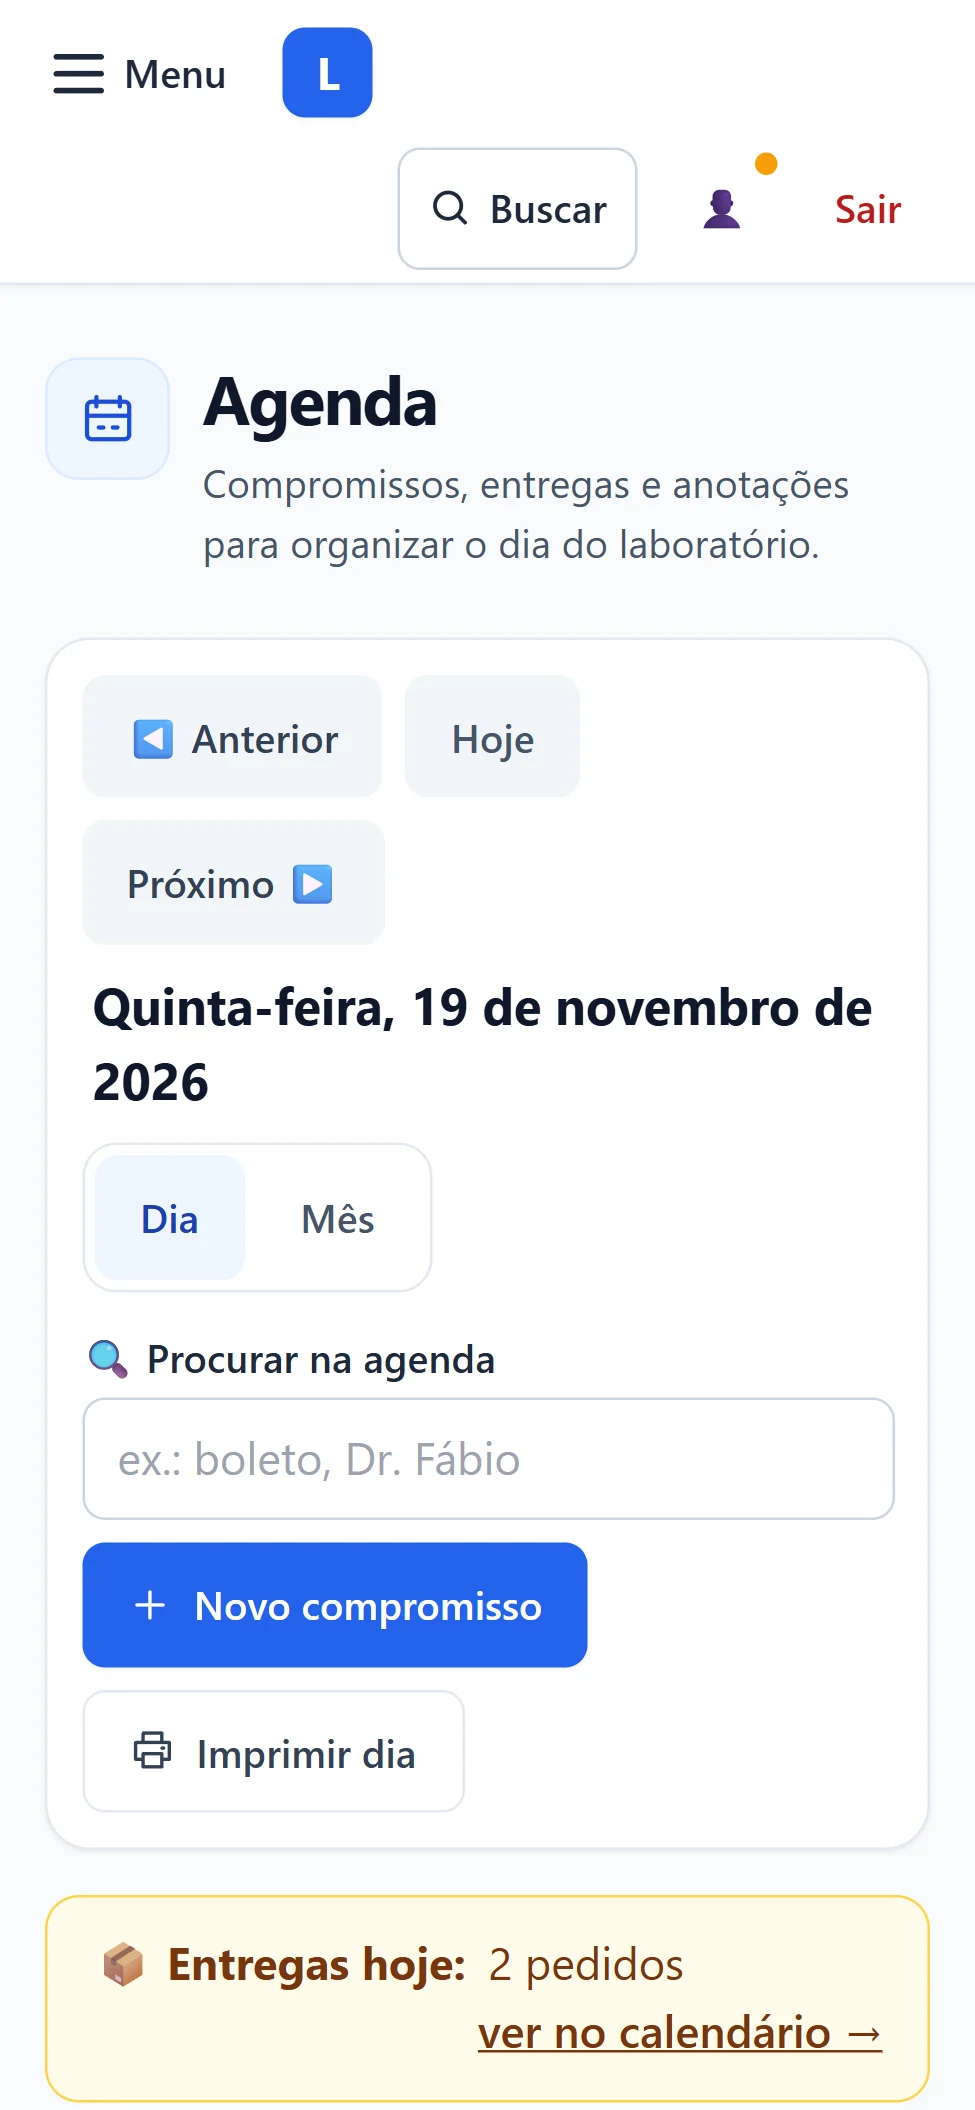 Menu
L
Buscar
Sair
Agenda
Compromissos, entregas e anotações
para organizar o dia do laboratório.
Anterior
Hoje
Próximo
Quinta-feira, 19 de novembro de
2026
Dia
Mês
Procurar na agenda
ex.: boleto, Dr. Fábio
Novo compromisso
Imprimir dia
Entregas hoje: 2 pedidos
ver no calendário →